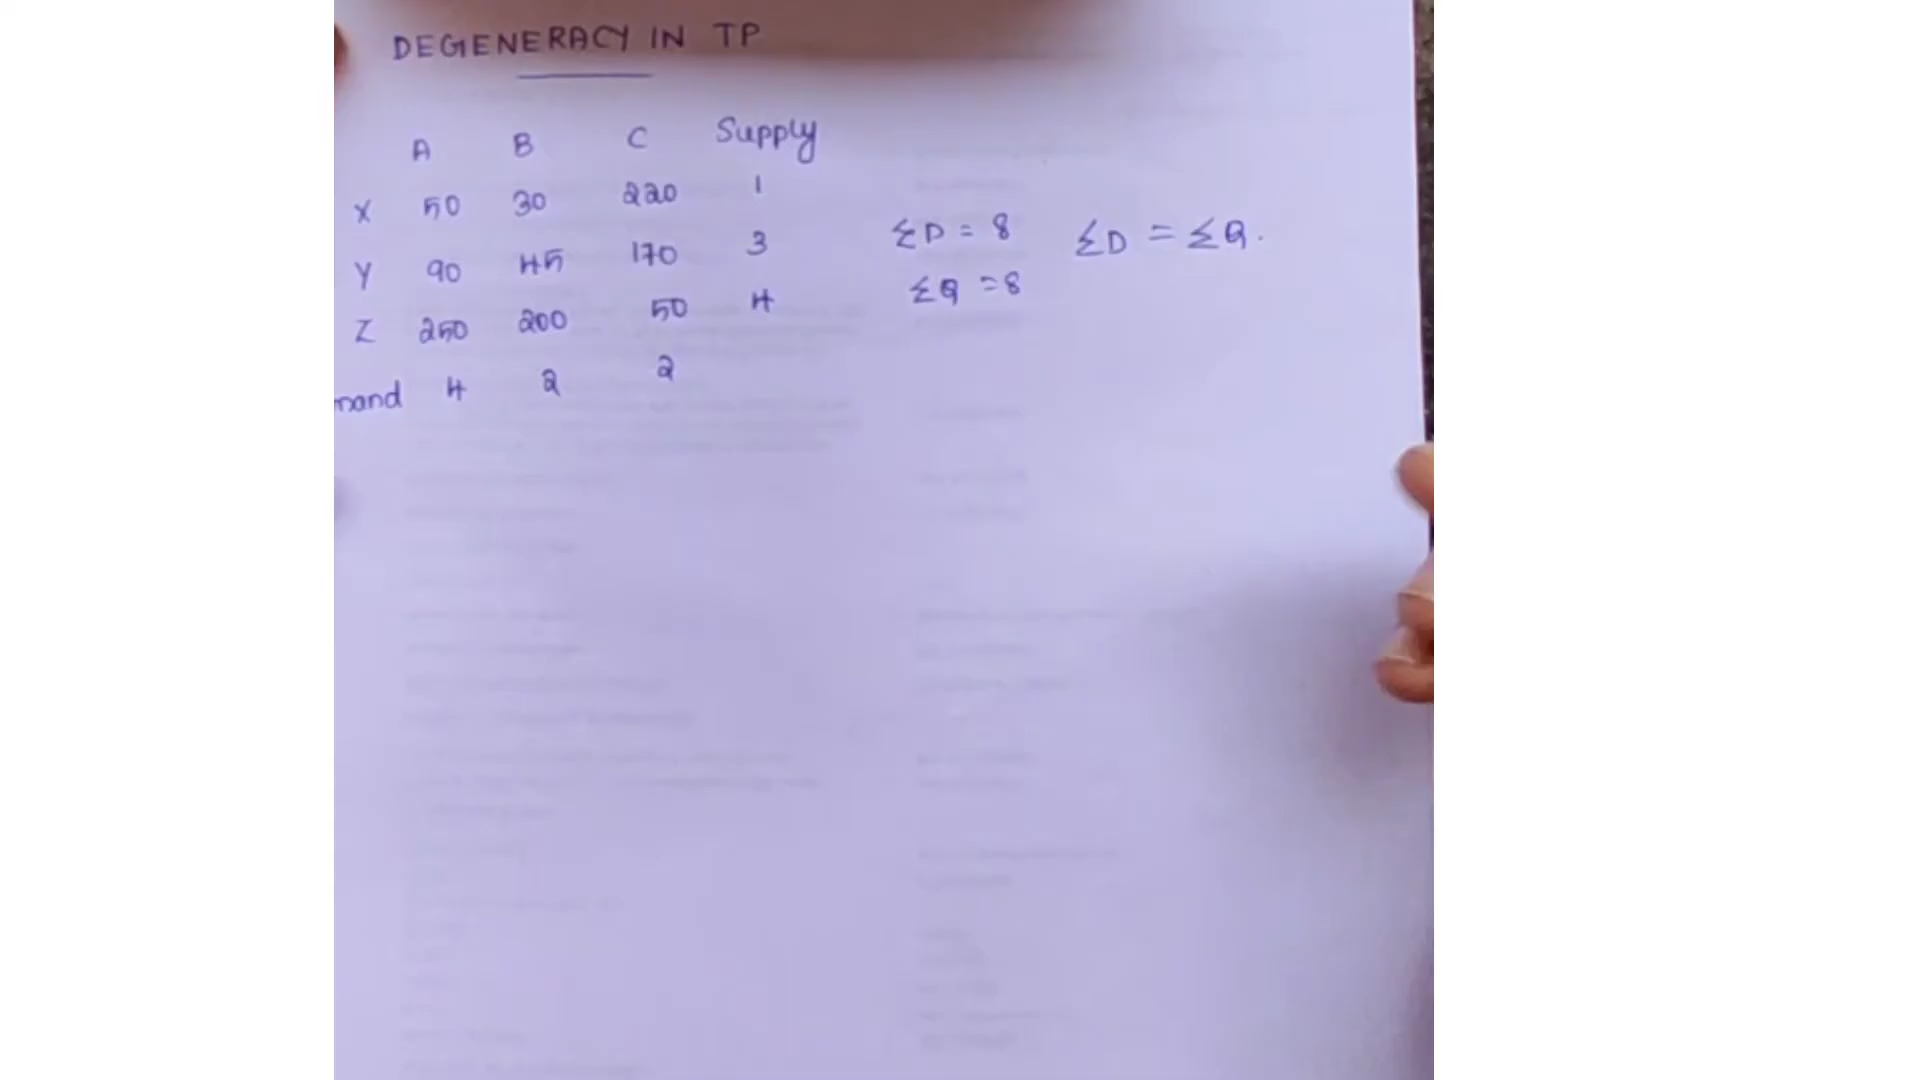 DEGENERACY IN TP
A B C Supply
X 50 30 220 1
Y 90 45 170 3
Z 250 200 50 4
mand 4 2 2
ΣD = 8 ΣD = ΣQ.
ΣQ = 8